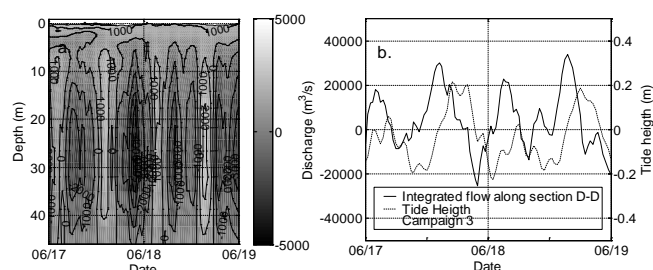 a.
Depth (m)
0
10
20
30
40
06/17
06/18
06/19
Date
5000
0
-5000
b.
Discharge (m³/s)
40000
20000
0
-20000
-40000
Integrated flow along section D-D
Tide Heigth
Campaign 3
06/17
06/18
06/19
Date
0.4
0.2
0
-0.2
-0.4
Tide heigth (m)